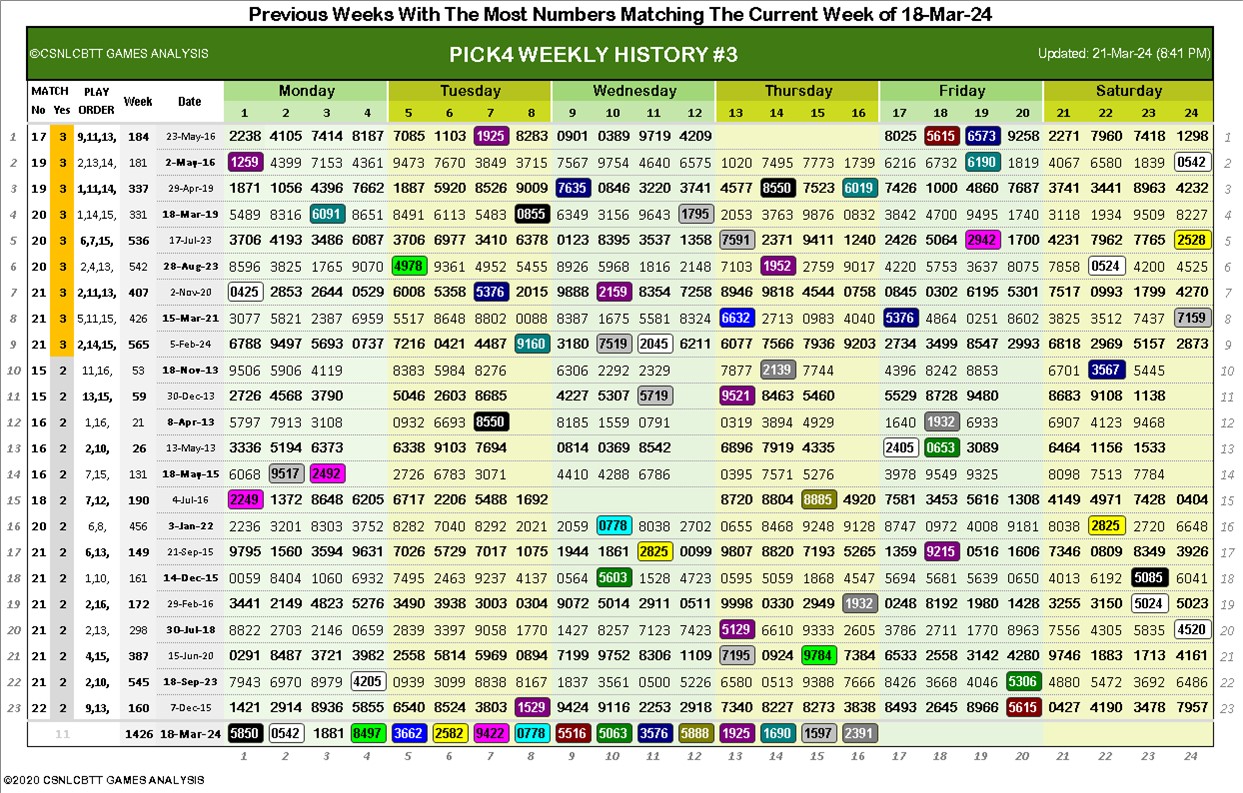 Previous Weeks With The Most Numbers Matching The Current Week of 18-Mar-24
©CSNLCBTT GAMES ANALYSIS PICK4 WEEKLY HISTORY #3 Updated: 21-Mar-24 (8:41 PM)
MATCH PLAY Week Date Monday Tuesday Wednesday Thursday Friday Saturday
No Yes ORDER 1 2 3 4 5 6 7 8 9 10 11 12 13 14 15 16 17 18 19 20 21 22 23 24
1 17 3 9,11,13, 184 23-May-16 2238 4105 7414 8187 7085 1103 1925 8283 0901 0389 9719 4209 8025 5615 6573 9258 2271 7960 7418 1298 1
2 19 3 2,13,14, 181 2-May-16 1259 4399 7153 4361 9473 7670 3849 3715 7567 9754 4640 6575 1020 7495 7773 1739 6216 6732 6190 1819 4067 6580 1839 0542 2
3 19 3 1,11,14, 337 29-Apr-19 1871 1056 4396 7662 1887 5920 8526 9009 7635 0846 3220 3741 4577 8550 7523 6019 7426 1000 4860 7687 3741 3441 8963 4232 3
4 20 3 1,14,15, 331 18-Mar-19 5489 8316 6091 8651 8491 6113 5483 0855 6349 3156 9643 1795 2053 3763 9876 0832 3842 4700 9495 1740 3118 1934 9509 8227 4
5 20 3 6,7,15, 536 17-Jul-23 3706 4193 3486 6087 3706 6977 3410 6378 0123 8395 3537 1358 7591 2371 9411 1240 2426 5064 2942 1700 4231 7962 7765 2528 5
6 20 3 2,4,13, 542 28-Aug-23 8596 3825 1765 9070 4978 9361 4952 5455 8926 5968 1816 2148 7103 1952 2759 9017 4220 5753 3637 8075 7858 0524 4200 4525 6
7 21 3 2,11,13, 407 2-Nov-20 0425 2853 2644 0529 6008 5358 5376 2015 9888 2159 8354 7258 8946 9818 4544 0758 0845 0302 6195 5301 7517 0993 1799 4270 7
8 21 3 5,11,15, 426 15-Mar-21 3077 5821 2387 6959 5517 8648 8802 0088 8387 1675 5581 8324 6632 2713 0983 4040 5376 4864 0251 8602 3825 3512 7437 7159 8
9 21 3 2,14,15, 565 5-Feb-24 6788 9497 5693 0737 7216 0421 4487 9160 3180 7519 2045 6211 6077 7566 7936 9203 2734 3499 8547 2993 6818 2969 5157 2873 9
10 15 2 11,16, 53 18-Nov-13 9506 5906 4119 8383 5984 8276 6306 2292 2329 7877 2139 7744 4396 8242 8853 6701 3567 5445 10
11 15 2 13,15, 59 30-Dec-13 2726 4568 3790 5046 2603 8685 4227 5307 5719 9521 8463 5460 5529 8728 9480 8683 9108 1138 11
12 16 2 1,16, 21 8-Apr-13 5797 7913 3108 0932 6693 8550 8185 1559 0791 0319 3894 4929 1640 1932 6933 6907 4123 9468 12
13 16 2 2,10, 26 13-May-13 3336 5194 6373 6338 9103 7694 0814 0369 8542 6896 7919 4335 2405 0653 3089 6464 1156 1533 13
14 16 2 7,15, 131 18-May-15 6068 9517 2492 2726 6783 3071 4410 4288 6786 0395 7571 5276 3978 9549 9325 8098 7513 7784 14
15 18 2 7,12, 190 4-Jul-16 2249 1372 8648 6205 6717 2206 5488 1692 8720 8804 8885 4920 7581 3453 5616 1308 4149 4971 7428 0404 15
16 20 2 6,8, 456 3-Jan-22 2236 3201 8303 3752 8282 7040 8292 2021 2059 0778 8038 2702 0655 8468 9248 9128 8747 0972 4008 9181 8038 2825 2720 6648 16
17 21 2 6,13, 149 21-Sep-15 9795 1560 3594 9631 7026 5729 7017 1075 1944 1861 2825 0099 9807 8820 7193 5265 1359 9215 0516 1606 7346 0809 8349 3926 17
18 21 2 1,10, 161 14-Dec-15 0059 8404 1060 6932 7495 2463 9237 4137 0564 5603 1528 4723 0595 5059 1868 4547 5694 5681 5639 0650 4013 6192 5085 6041 18
19 21 2 2,16, 172 29-Feb-16 3441 2149 4823 5276 3490 3938 3003 0304 9072 5014 2911 0511 9998 0330 2949 1932 0248 8192 1980 1428 3255 3150 5024 5023 19
20 21 2 2,13, 298 30-Jul-18 8822 2703 2146 0659 2839 3397 9058 1770 1427 8257 7123 7423 5129 6610 9333 2605 3786 2711 1770 8963 7556 4305 5835 4520 20
21 21 2 4,15, 387 15-Jun-20 0291 8487 3721 3982 2558 5814 5969 0894 7199 9752 8306 1109 7195 0924 9784 7384 6533 2558 3142 4280 9746 1883 1713 4161 21
22 21 2 2,10, 545 18-Sep-23 7943 6970 8979 4205 0939 3099 8838 8167 1837 3561 0500 5226 6580 0513 9388 7666 8426 3668 4046 5306 4880 5472 3692 6486 22
23 22 2 9,13, 160 7-Dec-15 1421 2914 8936 5855 6540 8524 3803 1529 9424 9116 2253 2918 7340 8227 8273 3838 8493 2645 8966 5615 0427 4190 3478 7957 23
11 1426 18-Mar-24 5850 0542 1881 8497 3662 2582 9422 0778 5516 5063 3576 5888 1925 1690 1597 2391
1 2 3 4 5 6 7 8 9 10 11 12 13 14 15 16 17 18 19 20 21 22 23 24
©2020 CSNLCBTT GAMES ANALYSIS